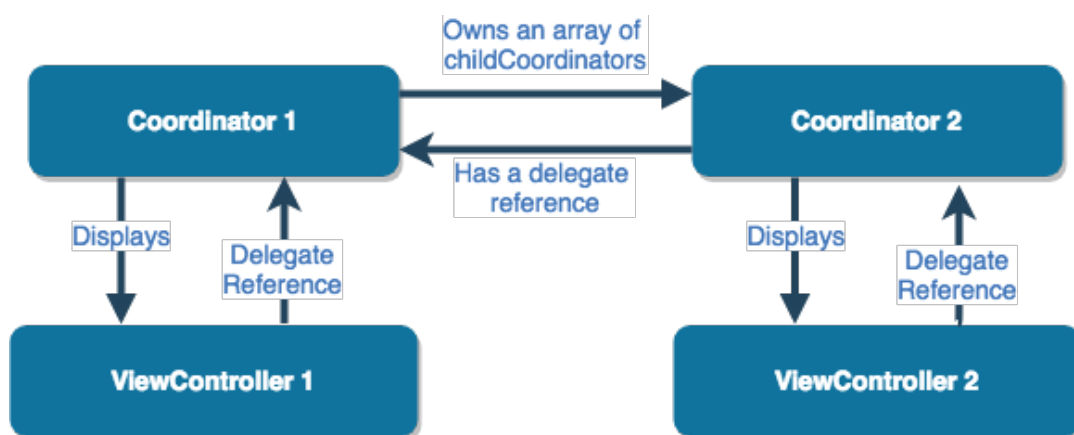 Owns an array of
childCoordinators
Coordinator 1
Coordinator 2
Has a delegate
reference
Displays
Delegate
Reference
Displays
Delegate
Reference
ViewController 1
ViewController 2